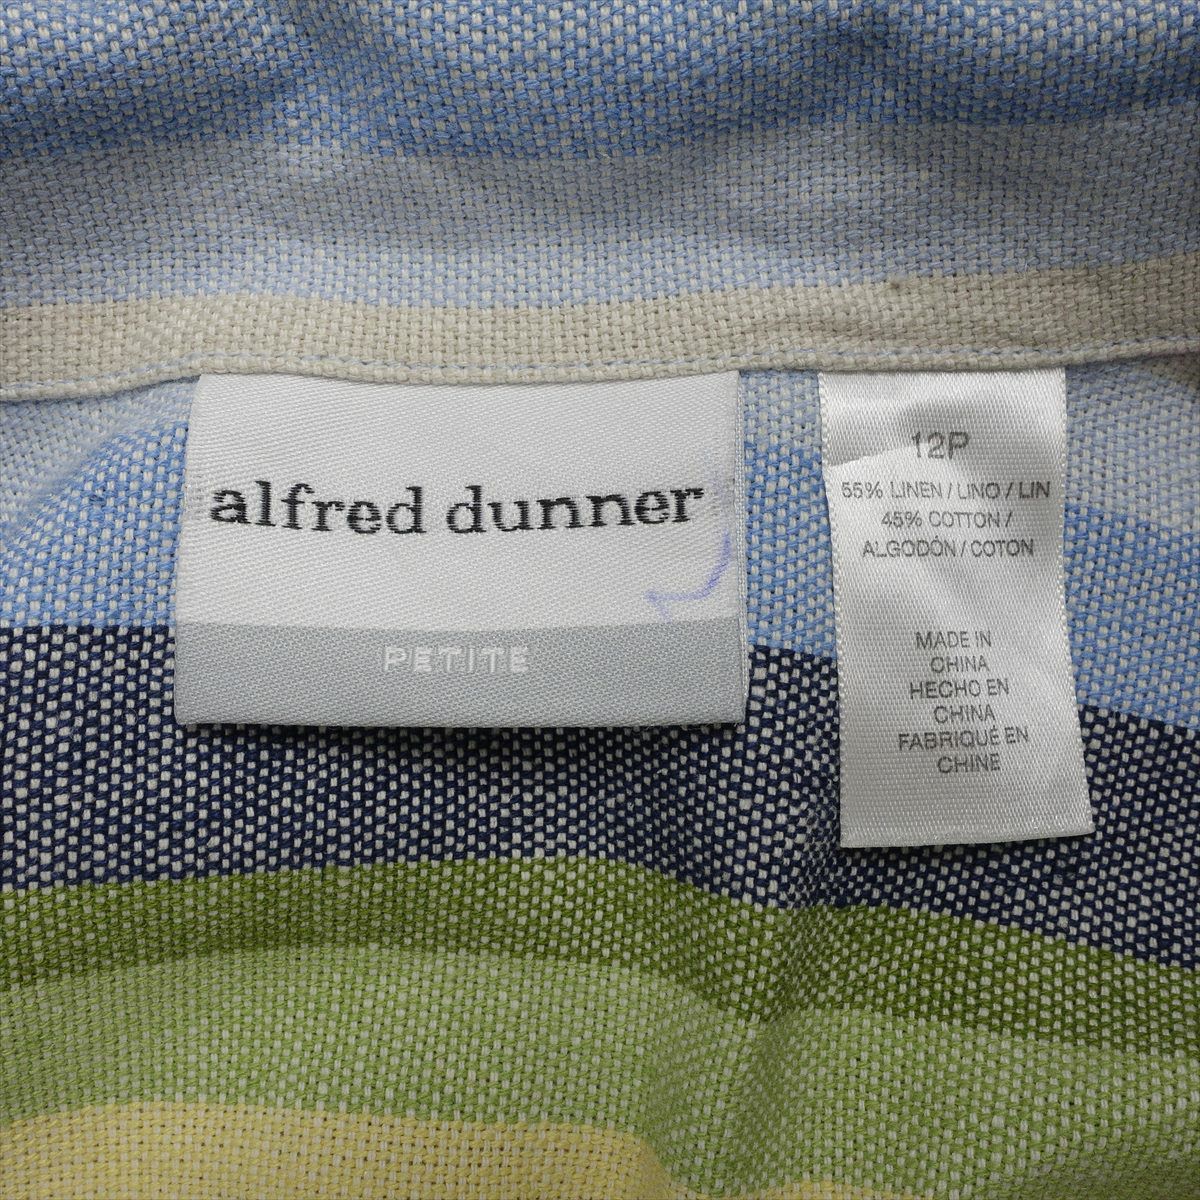 alfred dunner
PETITE
12P
55% LINEN / LINO / LIN
45% COTTON /
ALGODÓN / COTON
MADE IN
CHINA
HECHO EN
CHINA
FABRIQUÉ EN
CHINE